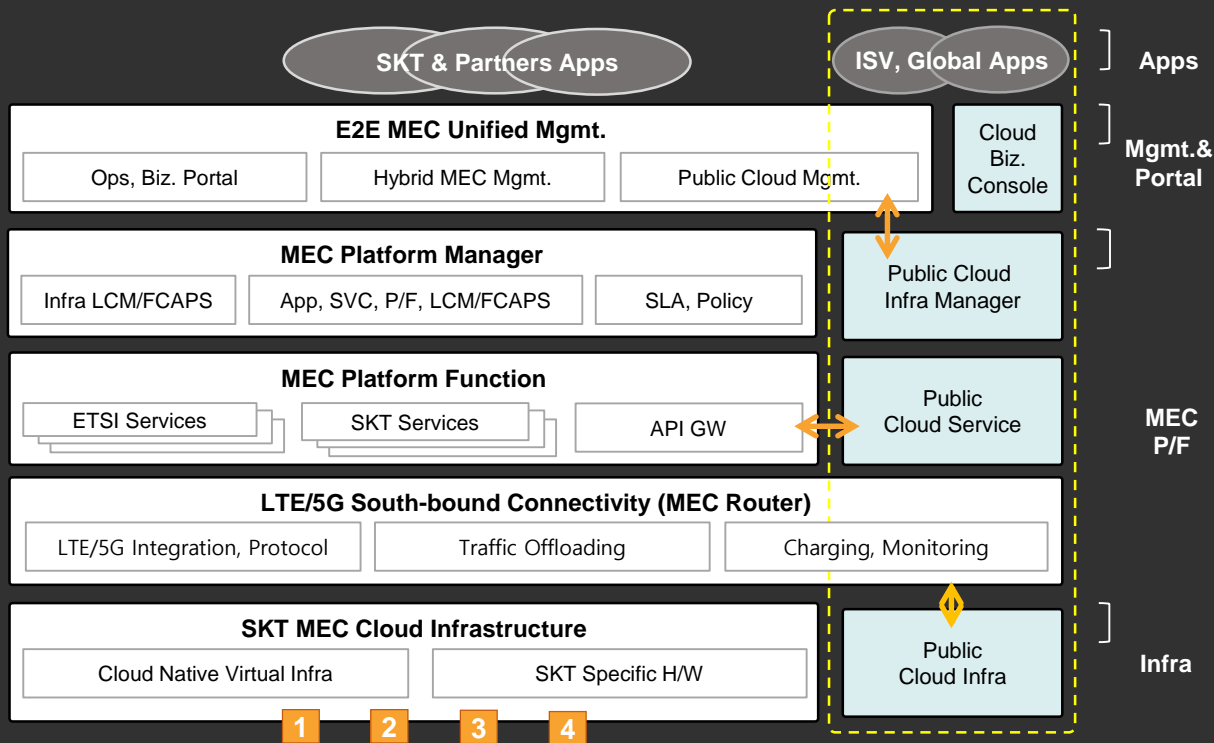 SKT & Partners Apps
ISV, Global Apps
Apps
E2E MEC Unified Mgmt.
Ops, Biz. Portal
Hybrid MEC Mgmt.
Public Cloud Mgmt.
Cloud
Biz.
Console
Mgmt.&
Portal
MEC Platform Manager
Infra LCM/FCAPS
App, SVC, P/F, LCM/FCAPS
SLA, Policy
Public Cloud
Infra Manager
MEC Platform Function
ETSI Services
SKT Services
API GW
Public
Cloud Service
MEC
P/F
LTE/5G South-bound Connectivity (MEC Router)
LTE/5G Integration, Protocol
Traffic Offloading
Charging, Monitoring
SKT MEC Cloud Infrastructure
Cloud Native Virtual Infra
SKT Specific H/W
Public
Cloud Infra
Infra
1
2
3
4